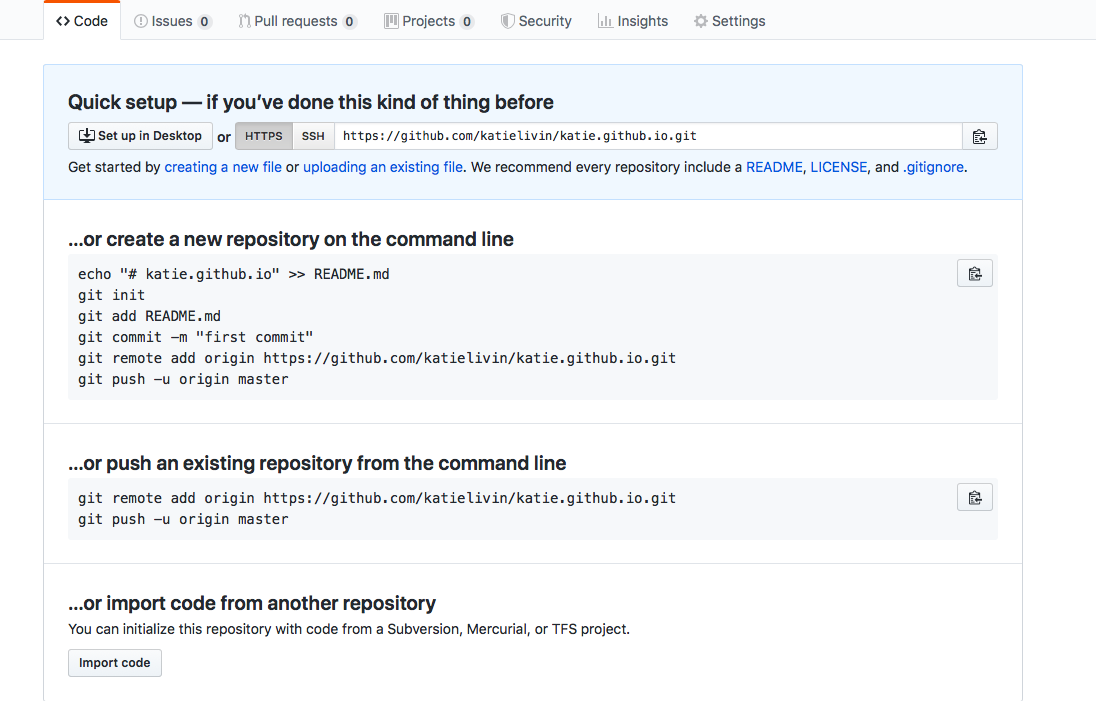 Code Issues 0 Pull requests 0 Projects 0 Security Insights Settings
Quick setup — if you’ve done this kind of thing before
Set up in Desktop or HTTPS SSH https://github.com/katielivin/katie.github.io.git
Get started by creating a new file or uploading an existing file. We recommend every repository include a README, LICENSE, and .gitignore.
…or create a new repository on the command line
echo "# katie.github.io" >> README.md
git init
git add README.md
git commit -m "first commit"
git remote add origin https://github.com/katielivin/katie.github.io.git
git push -u origin master
…or push an existing repository from the command line
git remote add origin https://github.com/katielivin/katie.github.io.git
git push -u origin master
…or import code from another repository
You can initialize this repository with code from a Subversion, Mercurial, or TFS project.
Import code